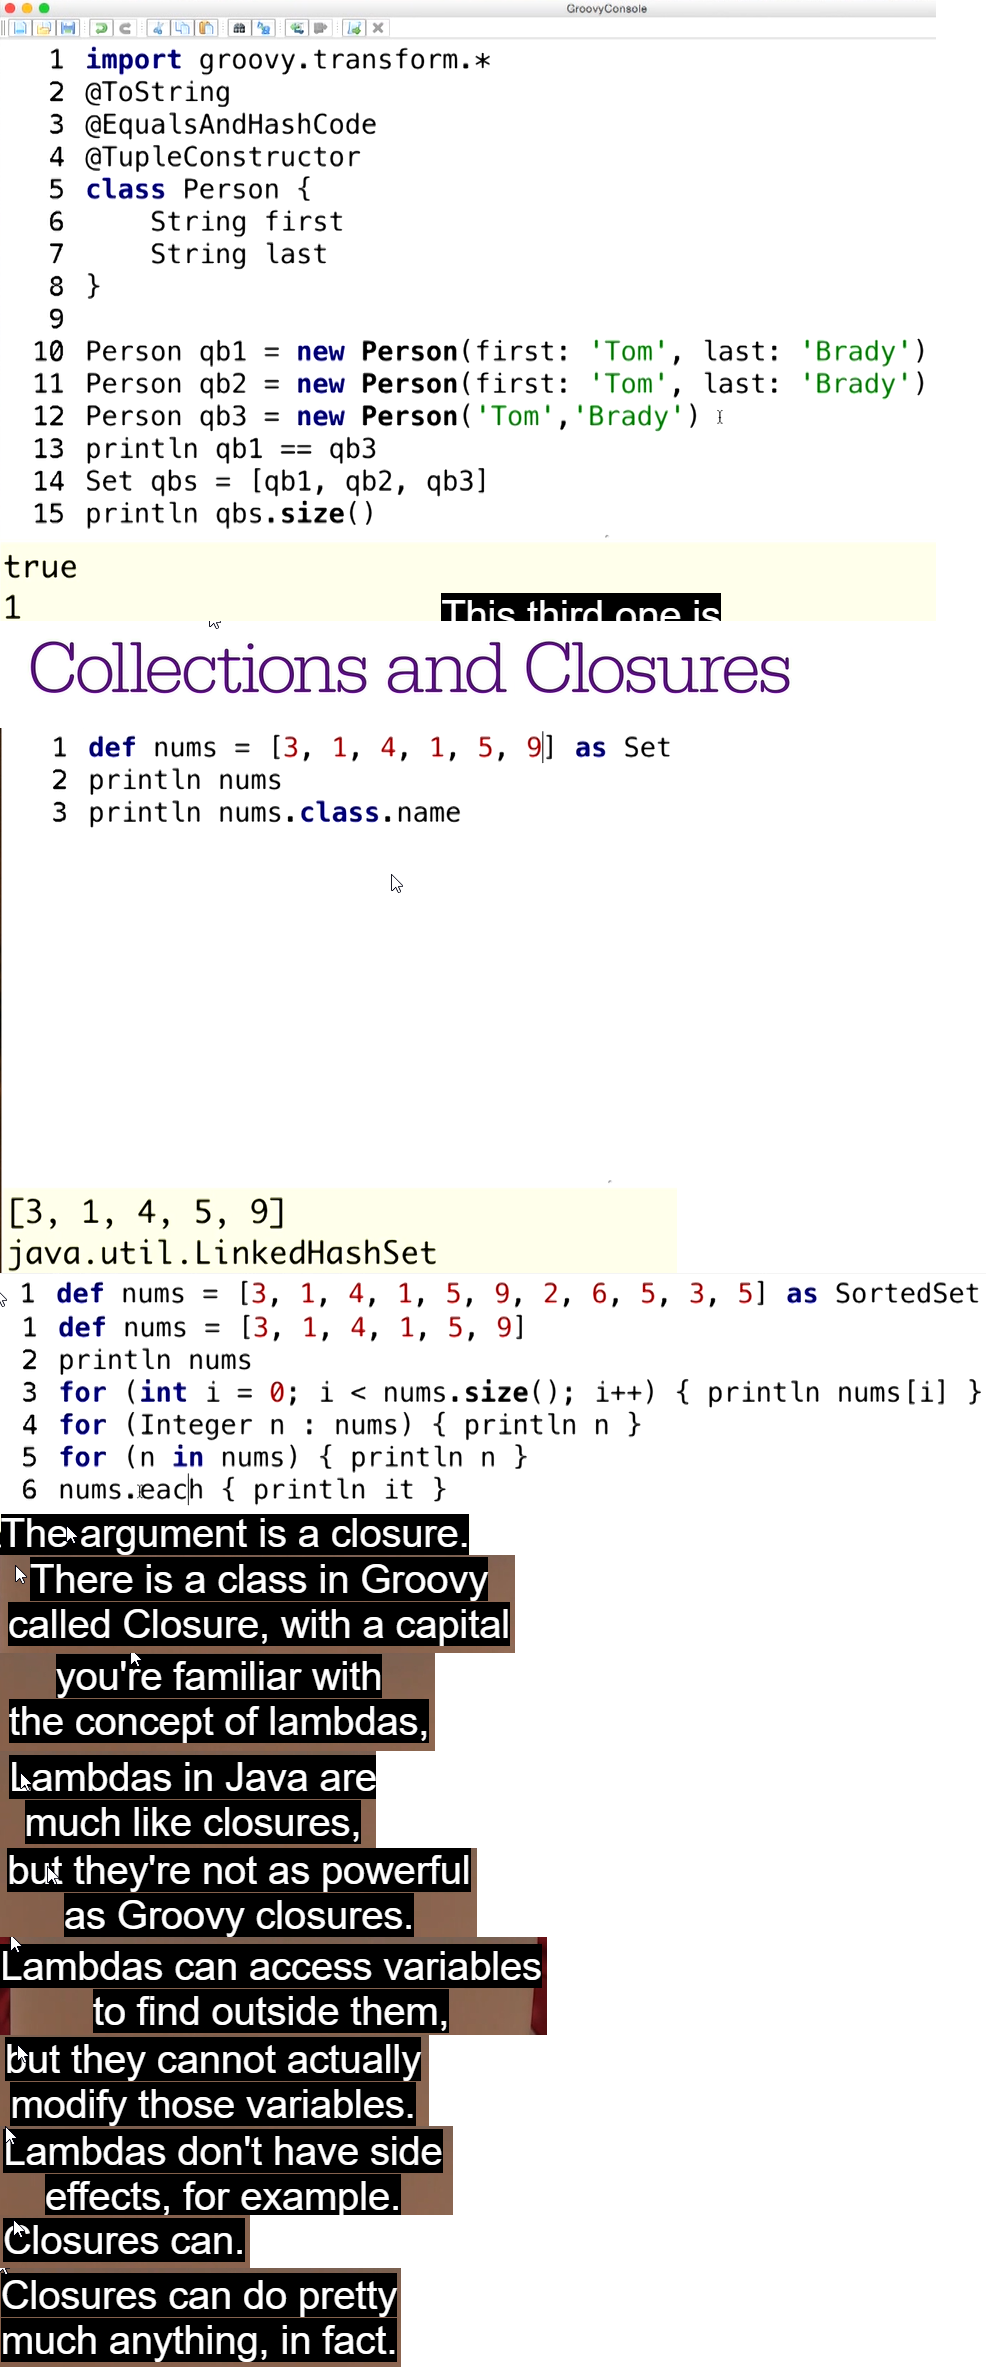 GroovyConsole
1 import groovy.transform.*
2 @ToString
3 @EqualsAndHashCode
4 @TupleConstructor
5 class Person {
6     String first
7     String last
8 }
9
10 Person qb1 = new Person(first: 'Tom', last: 'Brady')
11 Person qb2 = new Person(first: 'Tom', last: 'Brady')
12 Person qb3 = new Person('Tom','Brady')
13 println qb1 == qb3
14 Set qbs = [qb1, qb2, qb3]
15 println qbs.size()
true
1
This third one is
Collections and Closures
1 def nums = [3, 1, 4, 1, 5, 9] as Set
2 println nums
3 println nums.class.name
[3, 1, 4, 5, 9]
java.util.LinkedHashSet
1 def nums = [3, 1, 4, 1, 5, 9, 2, 6, 5, 3, 5] as SortedSet
1 def nums = [3, 1, 4, 1, 5, 9]
2 println nums
3 for (int i = 0; i < nums.size(); i++) { println nums[i] }
4 for (Integer n : nums) { println n }
5 for (n in nums) { println n }
6 nums.each { println it }
The argument is a closure.
There is a class in Groovy
called Closure, with a capital
you're familiar with
the concept of lambdas,
Lambdas in Java are
much like closures,
but they're not as powerful
as Groovy closures.
Lambdas can access variables
to find outside them,
but they cannot actually
modify those variables.
Lambdas don't have side
effects, for example.
Closures can.
Closures can do pretty
much anything, in fact.